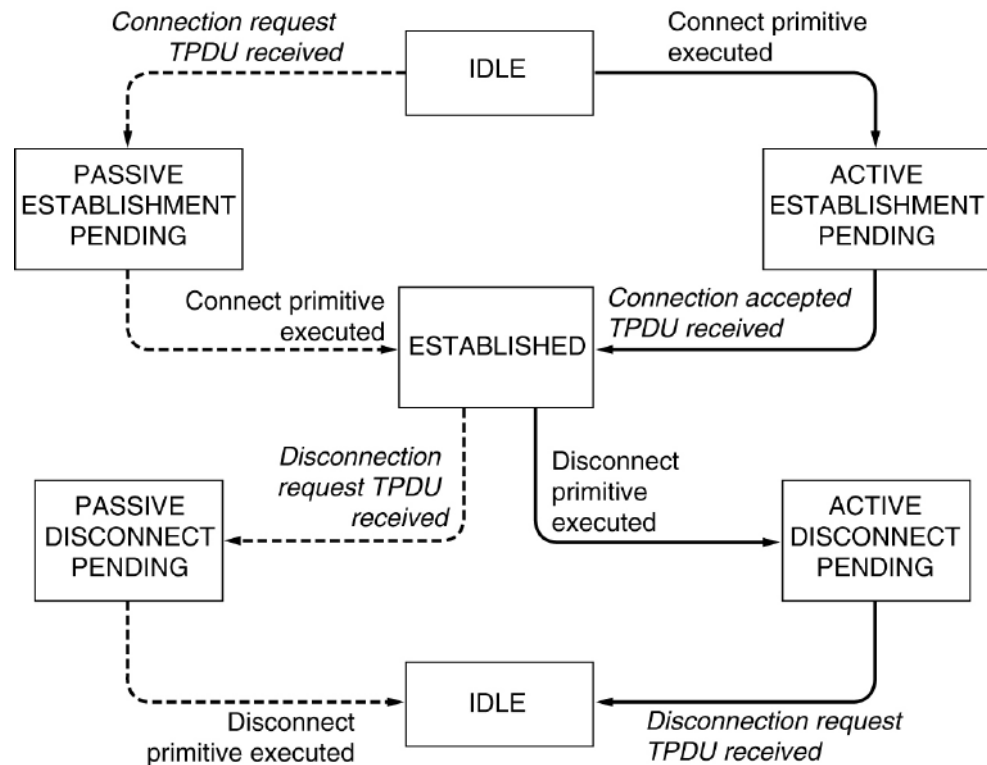 Connection request
TPDU received
IDLE
Connect primitive
executed
PASSIVE
ESTABLISHMENT
PENDING
ACTIVE
ESTABLISHMENT
PENDING
Connect primitive
executed
ESTABLISHED
Connection accepted
TPDU received
Disconnection
request TPDU
received
Disconnect
primitive
executed
PASSIVE
DISCONNECT
PENDING
ACTIVE
DISCONNECT
PENDING
IDLE
Disconnect
primitive executed
Disconnection request
TPDU received